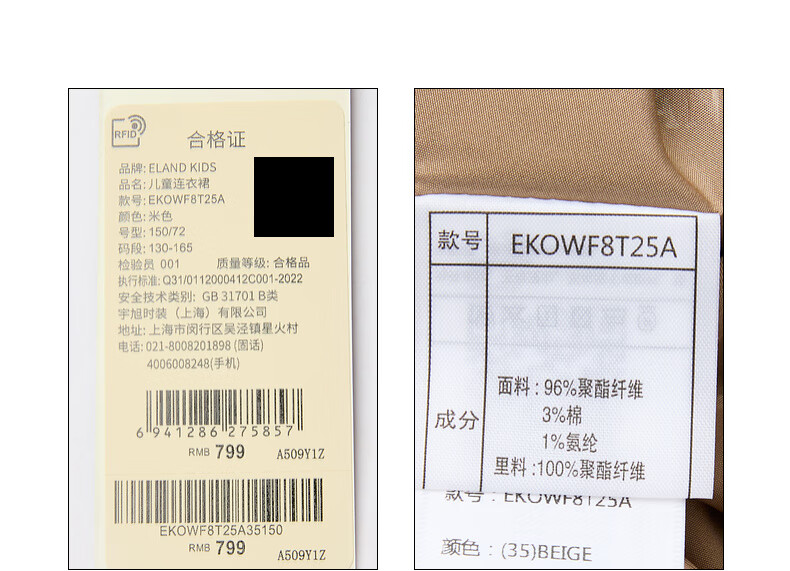 RFID
合格证
品牌: ELAND KIDS
品名: 儿童连衣裙
款号: EKOWF8T25A
颜色: 米色
号型: 150/72
码段: 130-165
检验员 001 质量等级: 合格品
执行标准: Q31/0112000412C001-2022
安全技术类别: GB 31701 B类
宇旭时装（上海）有限公司
地址: 上海市闵行区吴泾镇星火村
电话: 021-8008201898 (固话)
4006008248(手机)
6 941286 275857
RMB 799 A509Y1Z
EKOWF8T25A35150
RMB 799 A509Y1Z
款号 EKOWF8T25A
成分
面料 : 96%聚酯纤维
3%棉
1%氨纶
里料 :100%聚酯纤维
款号 : EKOWF8T25A
颜色 : (35)BEIGE